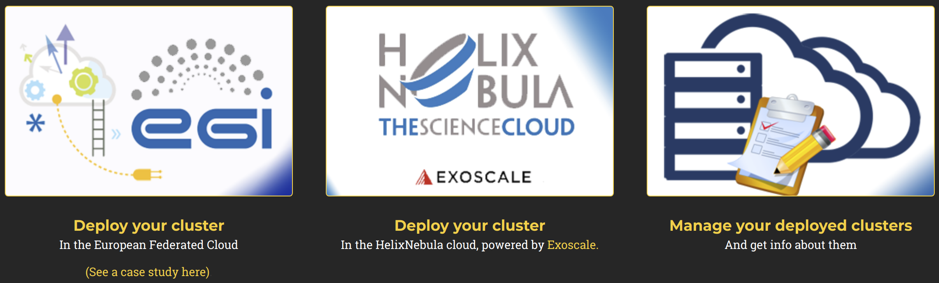 egi
HELIX
NEBULA
THESCIENCECLOUD
EXOSCALE
Deploy your cluster
In the European Federated Cloud
(See a case study here)
Deploy your cluster
In the HelixNebula cloud, powered by Exoscale.
Manage your deployed clusters
And get info about them